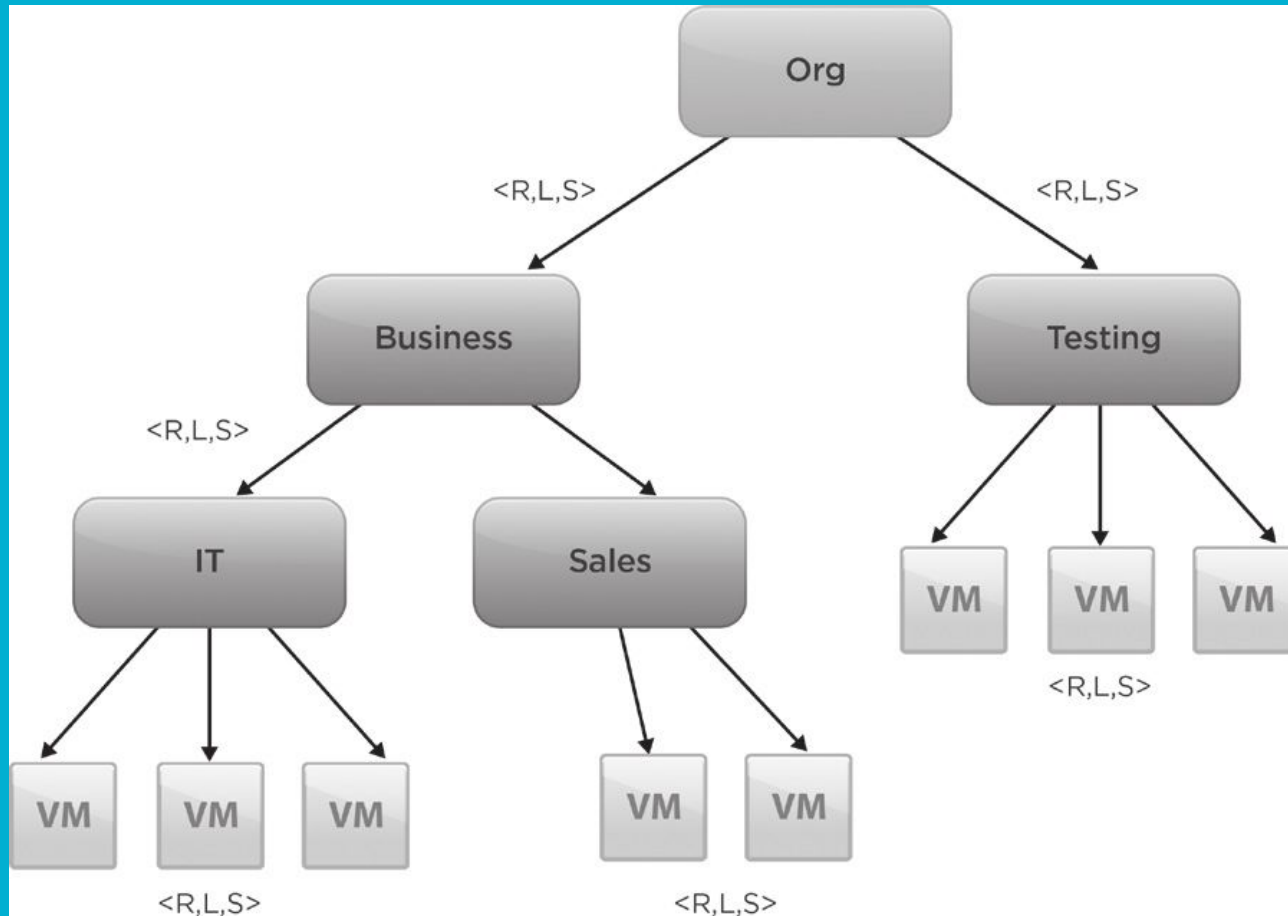 Org
<R,L,S>
<R,L,S>
Business
Testing
<R,L,S>
IT
Sales
VM
VM
VM
<R,L,S>
VM
VM
VM
VM
VM
<R,L,S>
<R,L,S>